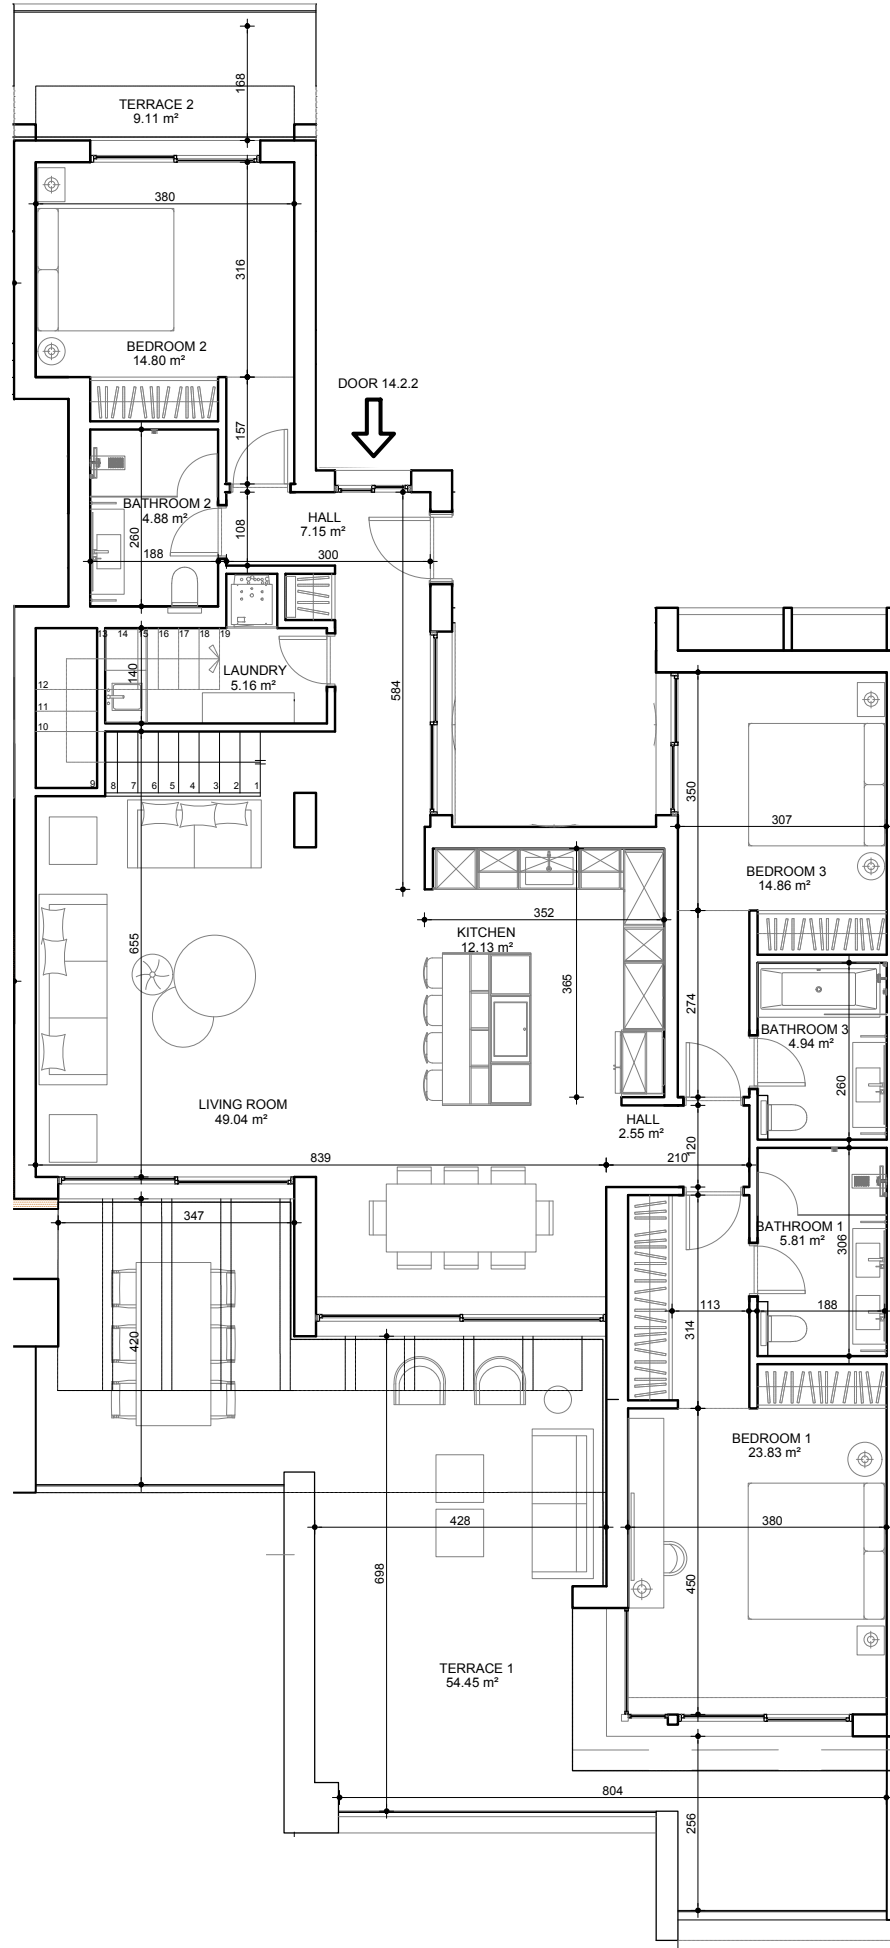 168
TERRACE 2
9.11 m²
380
316
BEDROOM 2
14.80 m²
DOOR 14.2.2
157
BATHROOM 2
4.88 m²
260
188
108
HALL
7.15 m²
300
584
13
14
15
16
17
18
19
140
LAUNDRY
5.16 m²
12
11
10
9
8
7
6
5
4
3
2
1
350
307
BEDROOM 3
14.86 m²
352
KITCHEN
12.13 m²
655
365
274
BATHROOM 3
4.94 m²
260
LIVING ROOM
49.04 m²
HALL
2.55 m²
120
839
210
347
BATHROOM 1
5.81 m²
306
113
188
314
420
BEDROOM 1
23.83 m²
428
380
698
450
TERRACE 1
54.45 m²
804
256